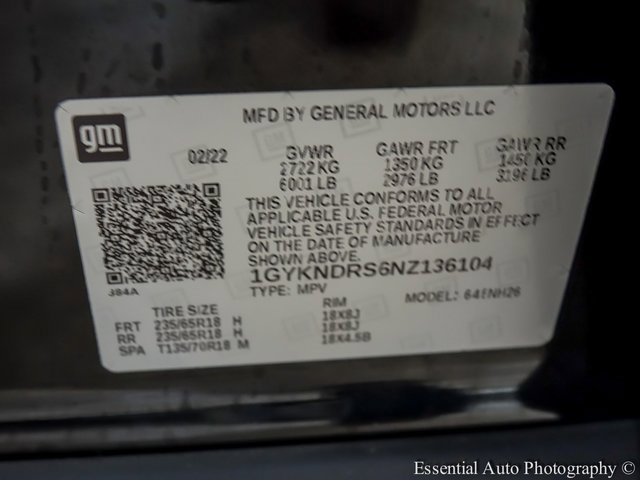 MFD BY GENERAL MOTORS LLC
gm
02/22
GVWR GAWR FRT GAWR RR
2722 KG 1350 KG 1450 KG
6001 LB 2976 LB 3196 LB
THIS VEHICLE CONFORMS TO ALL
APPLICABLE U.S. FEDERAL MOTOR
VEHICLE SAFETY STANDARDS IN EFFECT
ON THE DATE OF MANUFACTURE
SHOWN ABOVE.
1GYKNDRS6NZ136104
J84A
TYPE: MPV MODEL:
TIRE SIZE RIM
FRT 235/65R18 H 18X8J
RR 235/65R18 H 18X8J
SPA T135/70R18 M 18X4.5B
Essential Auto Photography ©